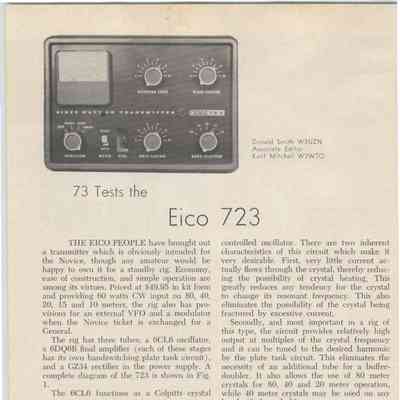 Donald Smith W3UZN
Associate Editor
Kurt Mitchell W3WTO
73 Tests the
Eico 723
THE EICO PEOPLE have brought out
a transmitter which is obviously intended for
the Novice, though any amateur would be
happy to own it for a standby rig. Economy,
ease of construction, and simple operation are
among its virtues. Priced at $49.95 in kit form
and providing 60 watts CW input on 80, 40,
20, 15 and 10 meters, the rig also has pro-
visions for an external VFO and a modulator
when the Novice ticket is exchanged for a
General.
The rig has three tubes; a 6CL6 oscillator,
a 6DQ6B final amplifier (each of these stages
has its own bandswitching plate tank circuit),
and a GZ34 rectifier in the power supply. A
complete diagram of the 723 is shown in Fig.
1.
The 6CL6 functions as a Colpitts crystal
controlled oscillator. There are two inherent
characteristics of this circuit which make it
very desirable. First, very little current ac-
tually flows through the crystal, thereby reduc-
ing the possibility of crystal heating. This
greatly reduces any tendency for the crystal
to change its resonant frequency. This also
eliminates the possibility of the crystal being
fractured by excessive current.
Secondly, and most important in a rig of
this type, the circuit provides relatively high
output at multiples of the crystal frequency
and it can be tuned to the desired harmonic
by the plate tank circuit. This eliminates the
necessity of an additional tube for a buffer-
doubler. It also allows the use of 80 meter
crystals for 80, 40 and 20 meter operation,
while 40 meter crystals may be used on any